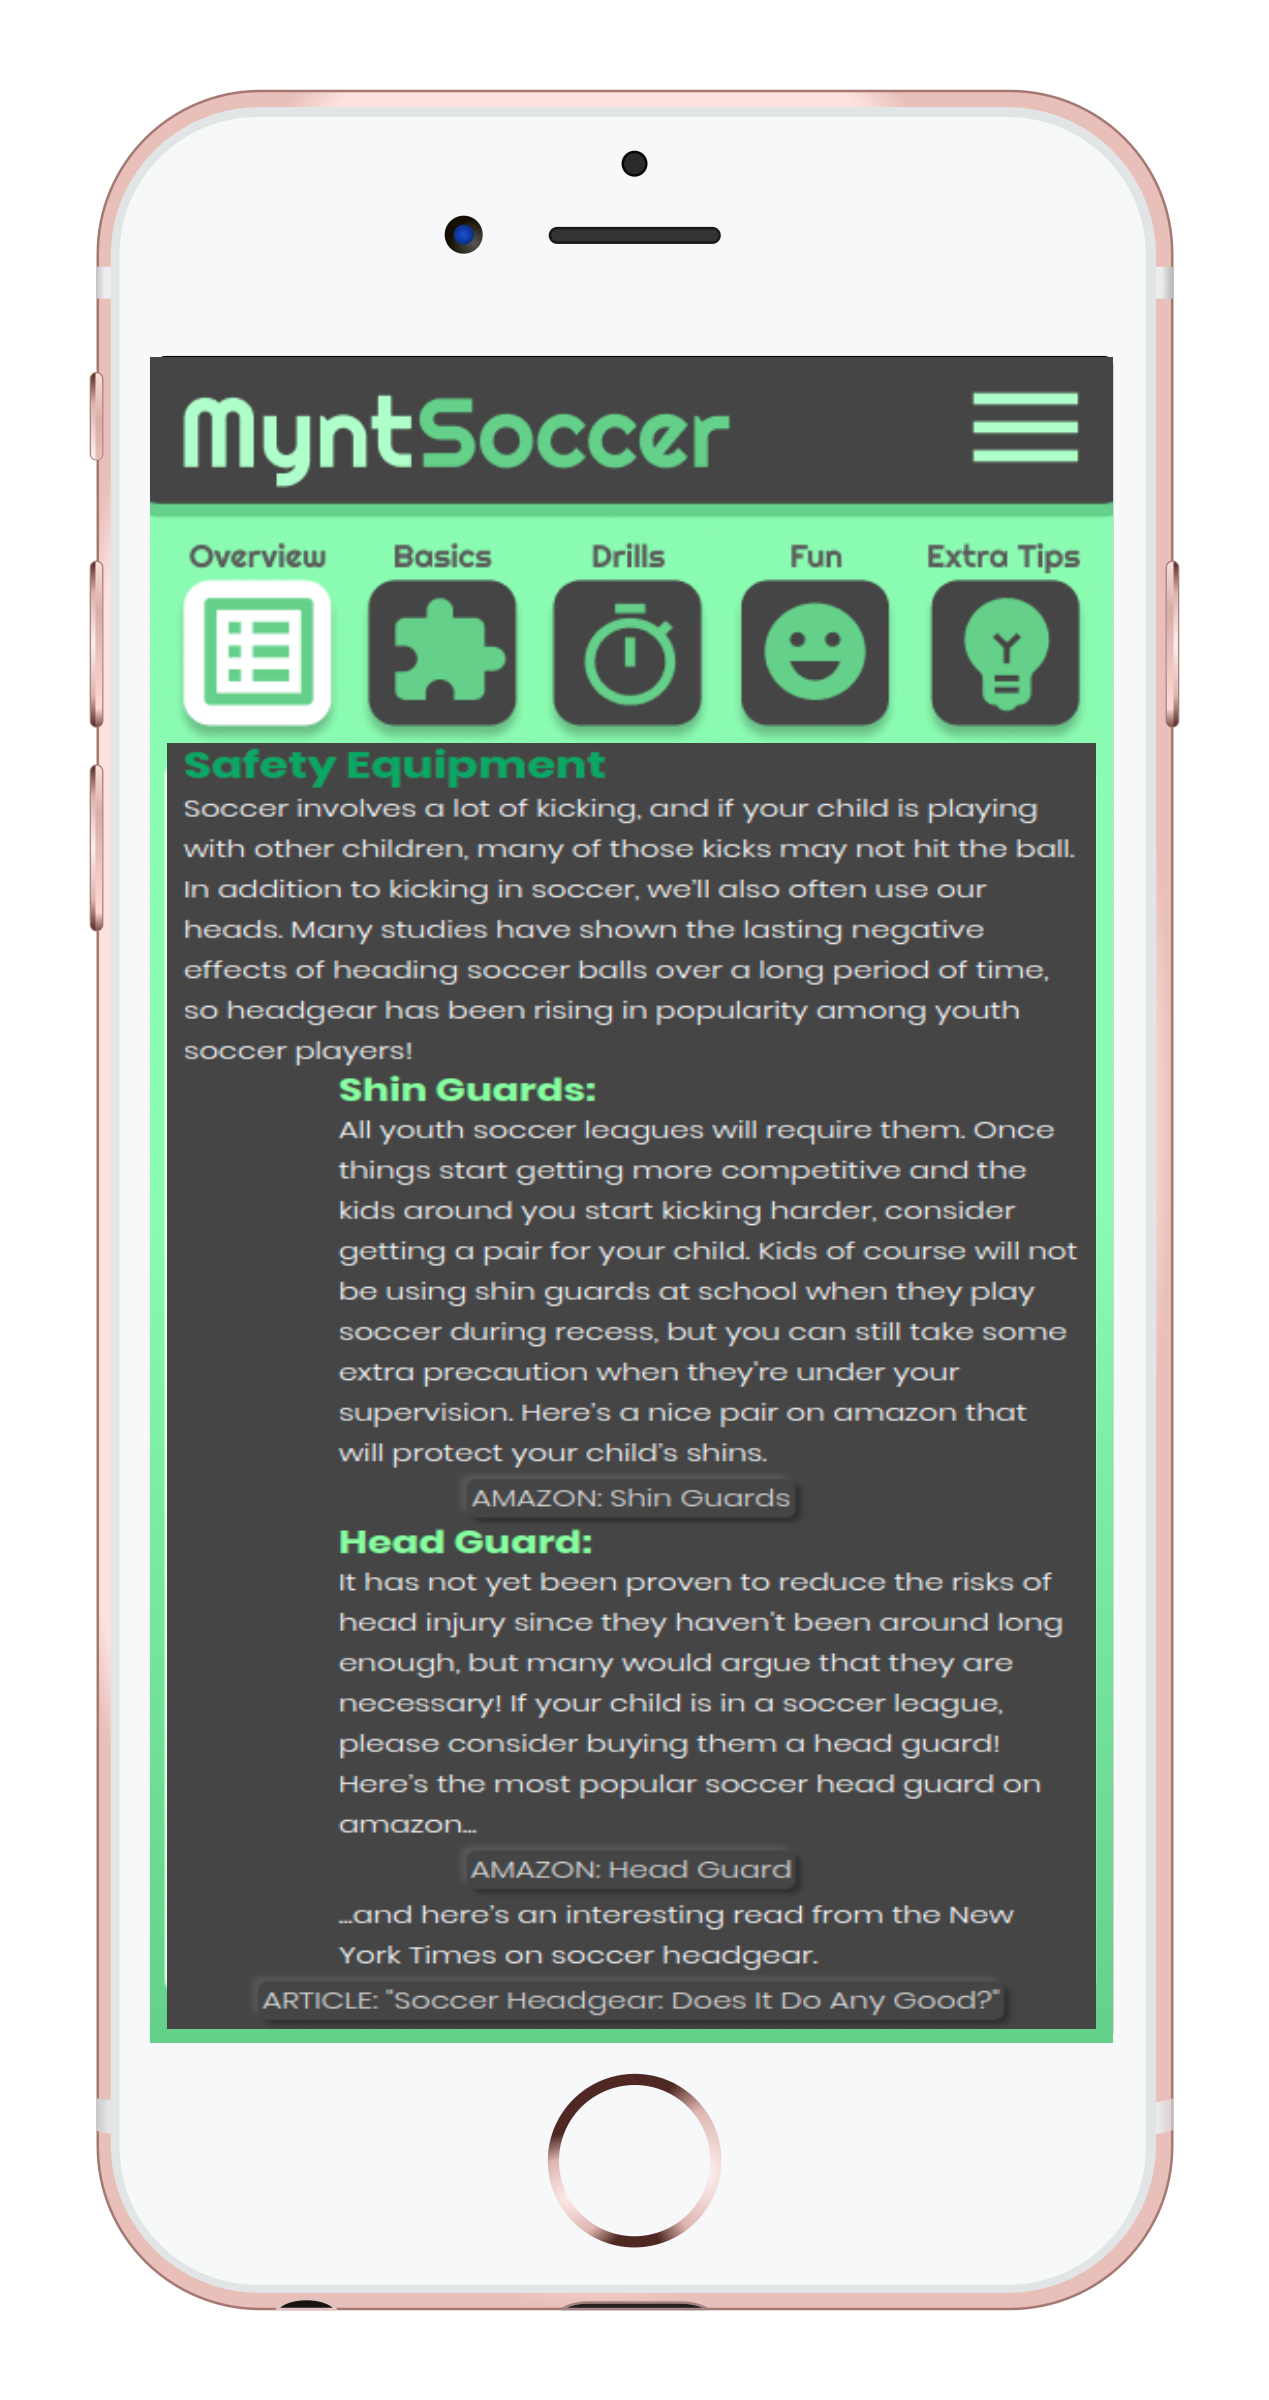 MyntSoccer
Overview Basics Drills Fun Extra Tips
Safety Equipment
Soccer involves a lot of kicking, and if your child is playing
with other children, many of those kicks may not hit the ball.
In addition to kicking in soccer, we'll also often use our
heads. Many studies have shown the lasting negative
effects of heading soccer balls over a long period of time,
so headgear has been rising in popularity among youth
soccer players!
Shin Guards:
All youth soccer leagues will require them. Once
things start getting more competitive and the
kids around you start kicking harder, consider
getting a pair for your child. Kids of course will not
be using shin guards at school when they play
soccer during recess, but you can still take some
extra precaution when they're under your
supervision. Here's a nice pair on amazon that
will protect your child's shins.
AMAZON: Shin Guards
Head Guard:
It has not yet been proven to reduce the risks of
head injury since they haven't been around long
enough, but many would argue that they are
necessary! If your child is in a soccer league,
please consider buying them a head guard!
Here's the most popular soccer head guard on
amazon...
AMAZON: Head Guard
...and here's an interesting read from the New
York Times on soccer headgear.
ARTICLE: "Soccer Headgear: Does It Do Any Good?"